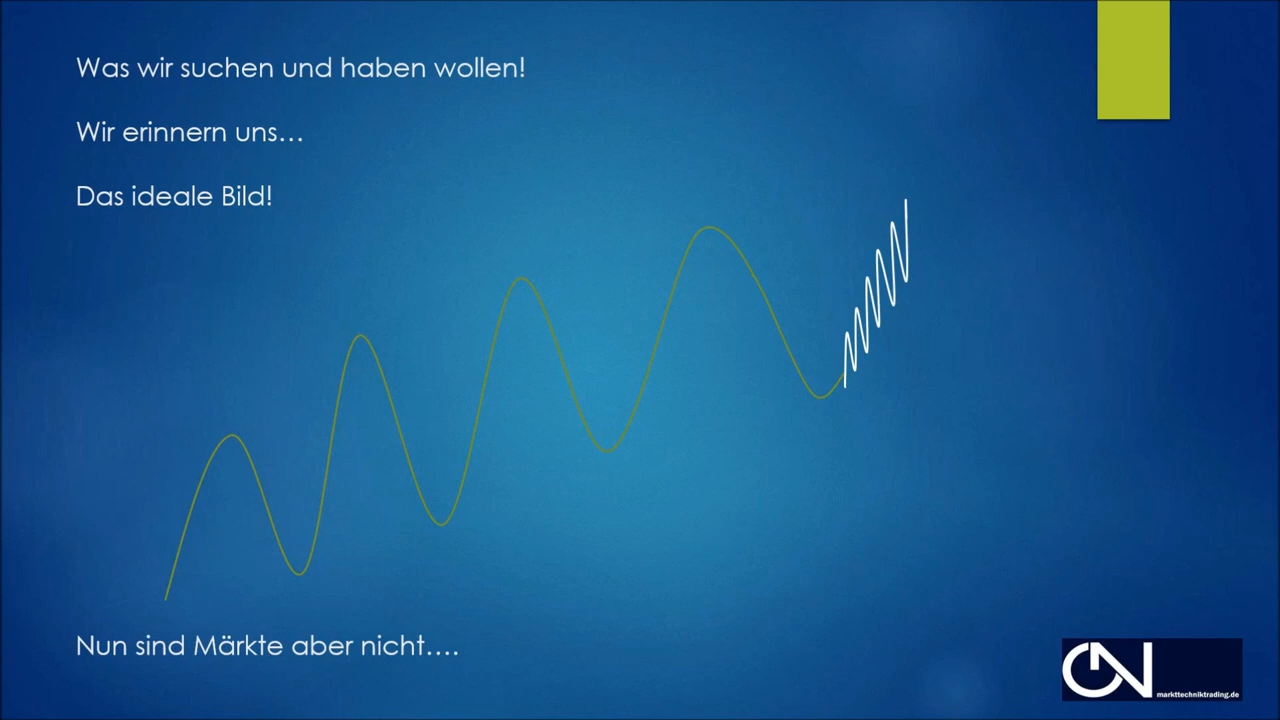 Was wir suchen und haben wollen!
Wir erinnern uns…
Das ideale Bild!
Nun sind Märkte aber nicht….
markttechniktrading.de